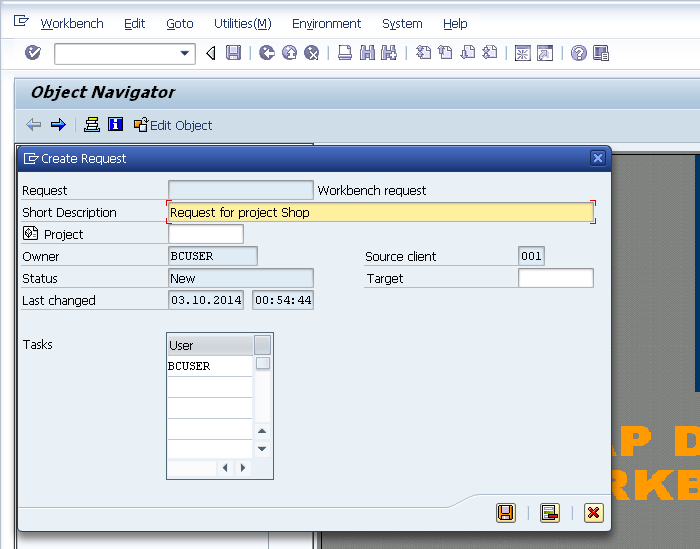 Workbench Edit Goto Utilities(M) Environment System Help
Object Navigator
Edit Object
Create Request
Request Workbench request
Short Description Request for project Shop
Project
Owner BCUSER Source client 001
Status New Target
Last changed 03.10.2014 00:54:44
Tasks User
BCUSER
AP D
RKB